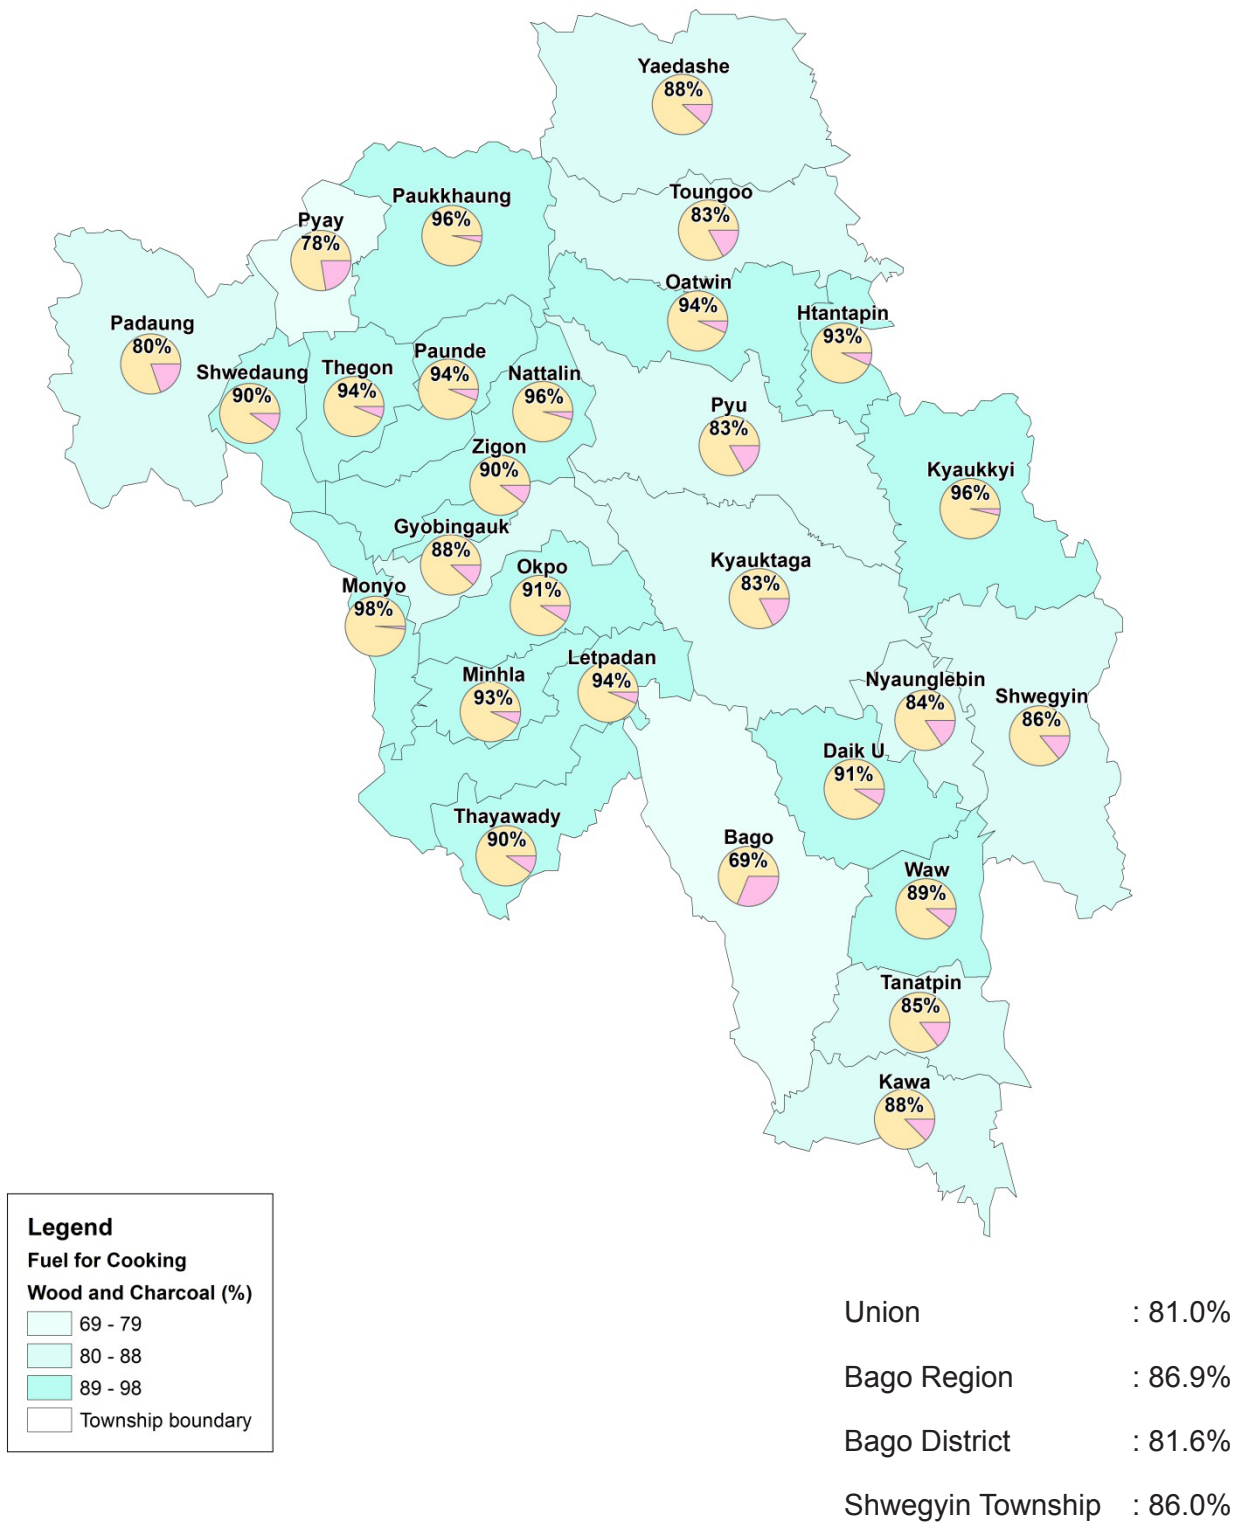 Yaedashe
88%
Toungoo
83%
Paukkhaung
96%
Pyay
78%
Oatwin
94%
Htantapin
93%
Padaung
80%
Shwedaung
90%
Thegon
94%
Paunde
94%
Nattalin
96%
Pyu
83%
Zigon
90%
Kyaukkyi
96%
Gyobingauk
88%
Okpo
91%
Kyauktaga
83%
Monyo
98%
Letpadan
94%
Minhla
93%
Nyaunglebin
84%
Shwegyin
86%
Daik U
91%
Thayawady
90%
Bago
69%
Waw
89%
Tanatpin
85%
Kawa
88%
Legend
Fuel for Cooking
Wood and Charcoal (%)
69 - 79
80 - 88
89 - 98
Township boundary
Union : 81.0%
Bago Region : 86.9%
Bago District : 81.6%
Shwegyin Township : 86.0%